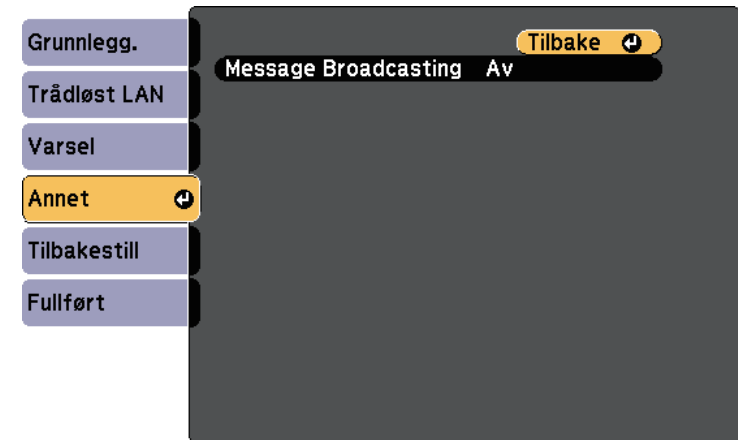 Grunnlegg.
Trådløst LAN
Varsel
Annet
Tilbakestill
Fullført
Tilbake
Message Broadcasting Av